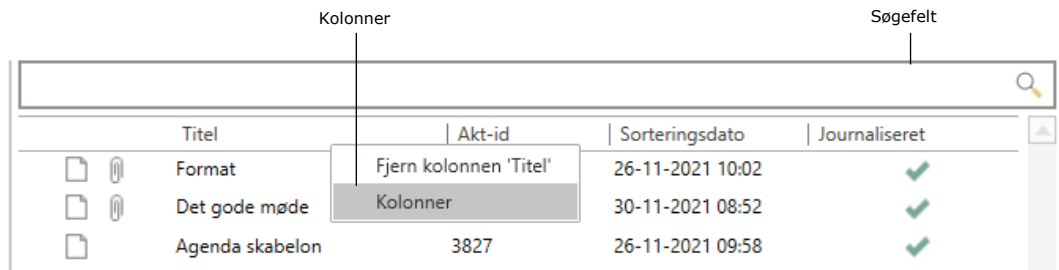 Kolonner Søgefelt
Titel Akt-id Sorteringsdato Journaliseret
Format Fjern kolonnen 'Titel' 26-11-2021 10:02
Det gode møde Kolonner 30-11-2021 08:52
Agenda skabelon 3827 26-11-2021 09:58